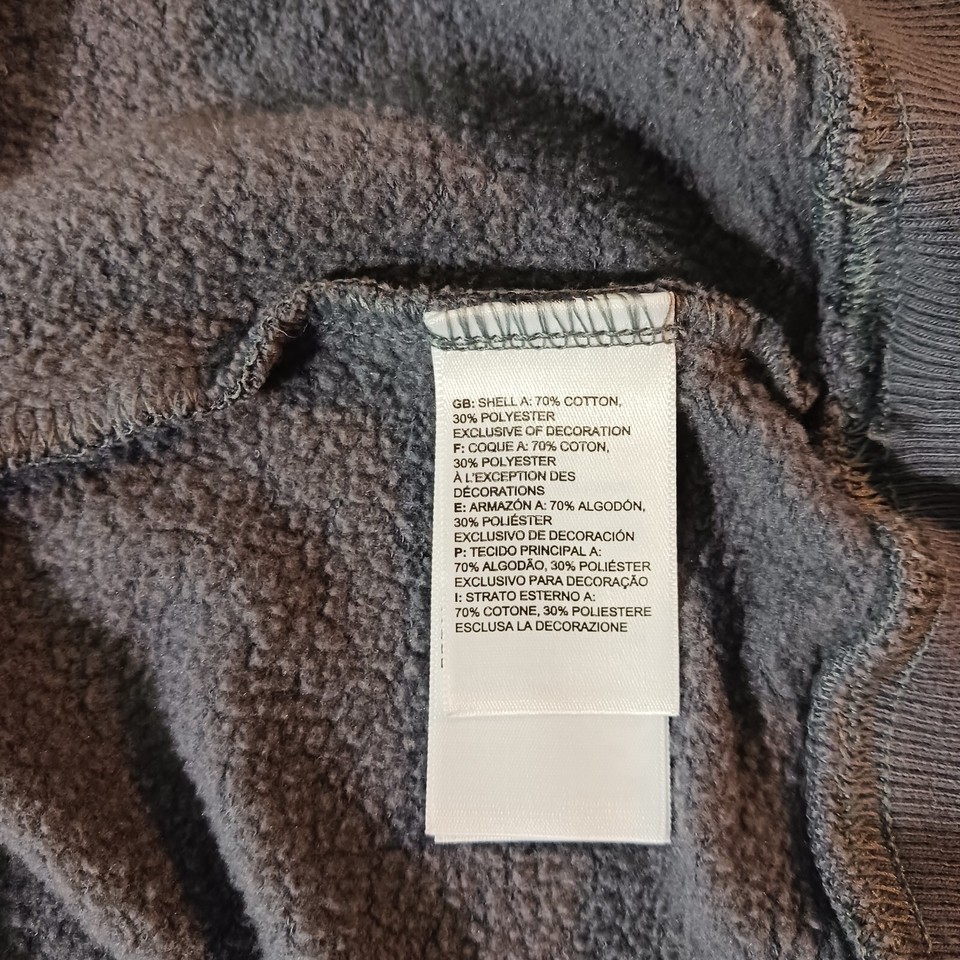 GB: SHELL A: 70% COTTON,
30% POLYESTER
EXCLUSIVE OF DECORATION
F: COQUE A: 70% COTON,
30% POLYESTER
À L'EXCEPTION DES
DÉCORATIONS
E: ARMAZÓN A: 70% ALGODÓN,
30% POLIÉSTER
EXCLUSIVO DE DECORACIÓN
P: TECIDO PRINCIPAL A:
70% ALGODÃO, 30% POLIÉSTER
EXCLUSIVO PARA DECORAÇÃO
I: STRATO ESTERNO A:
70% COTONE, 30% POLIESTERE
ESCLUSA LA DECORAZIONE